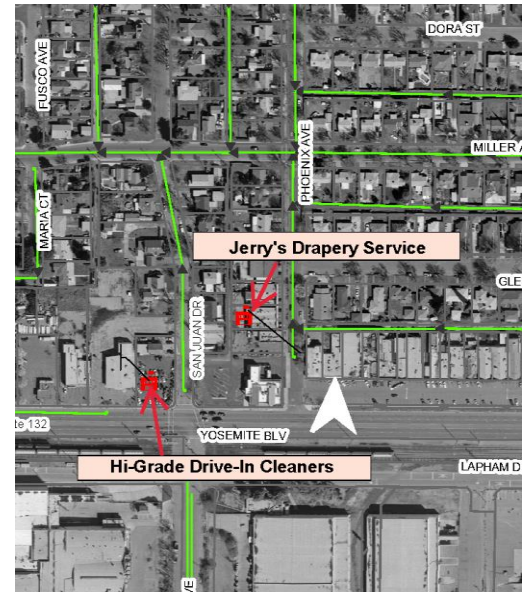 DORA ST
FUSCO AVE
PHOENIX AVE
MILLER A
MARIA CT
Jerry's Drapery Service
GLE
SAN JUAN DR
te 132
YOSEMITE BLV
Hi-Grade Drive-In Cleaners
LAPHAM D
VE